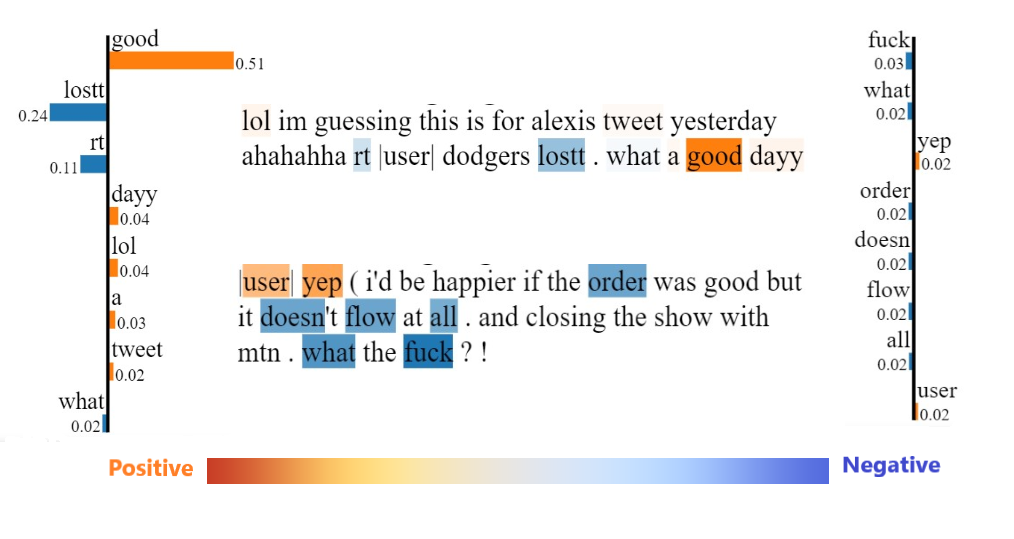 good
0.51
lostt
0.24
rt
0.11
dayy
0.04
lol
0.04
a
0.03
tweet
0.02
what
0.02
lol im guessing this is for alexis tweet yesterday
ahahahha rt |user| dodgers lostt . what a good dayy
|user| yep ( i'd be happier if the order was good but
it doesn't flow at all . and closing the show with
mtn . what the fuck ? !
fuck
0.03
what
0.02
yep
0.02
order
0.02
doesn
0.02
flow
0.02
all
0.02
user
0.02
Positive
Negative